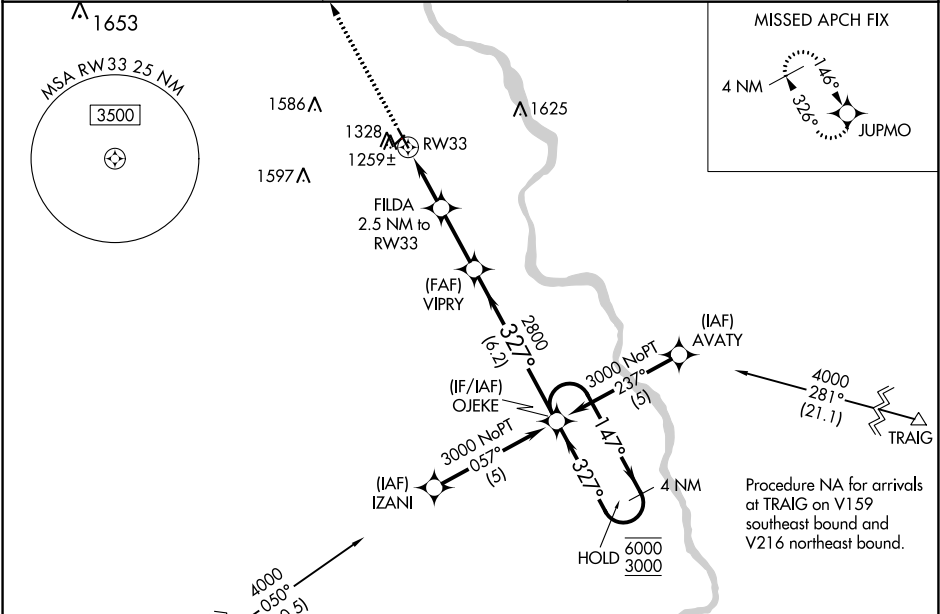 1653
MSA RW33 25 NM
3500
1586
1328
1259±
RW33
1597
1625
MISSED APCH FIX
4 NM
146°
326°
JUPMO
FILDA
2.5 NM to
RW33
(FAF)
VIPRY
2800
327°
(6.2)
(IAF)
AVATY
3000 NoPT
237°
(5)
4000
281°
(21.1)
TRAIG
(IF/IAF)
OJEKE
3000 NoPT
057°
(5)
(IAF)
IZANI
147°
327°
4 NM
HOLD
6000
3000
Procedure NA for arrivals
at TRAIG on V159
southeast bound and
V216 northeast bound.
4000
050°